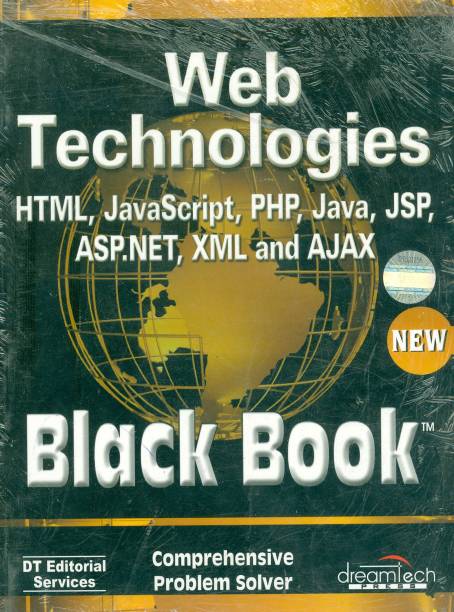 Web
Technologies
HTML, JavaScript, PHP, Java, JSP,
ASP.NET, XML and AJAX
NEW
Black Book™
DT Editorial
Services
Comprehensive
Problem Solver
dreamtech
PRESS